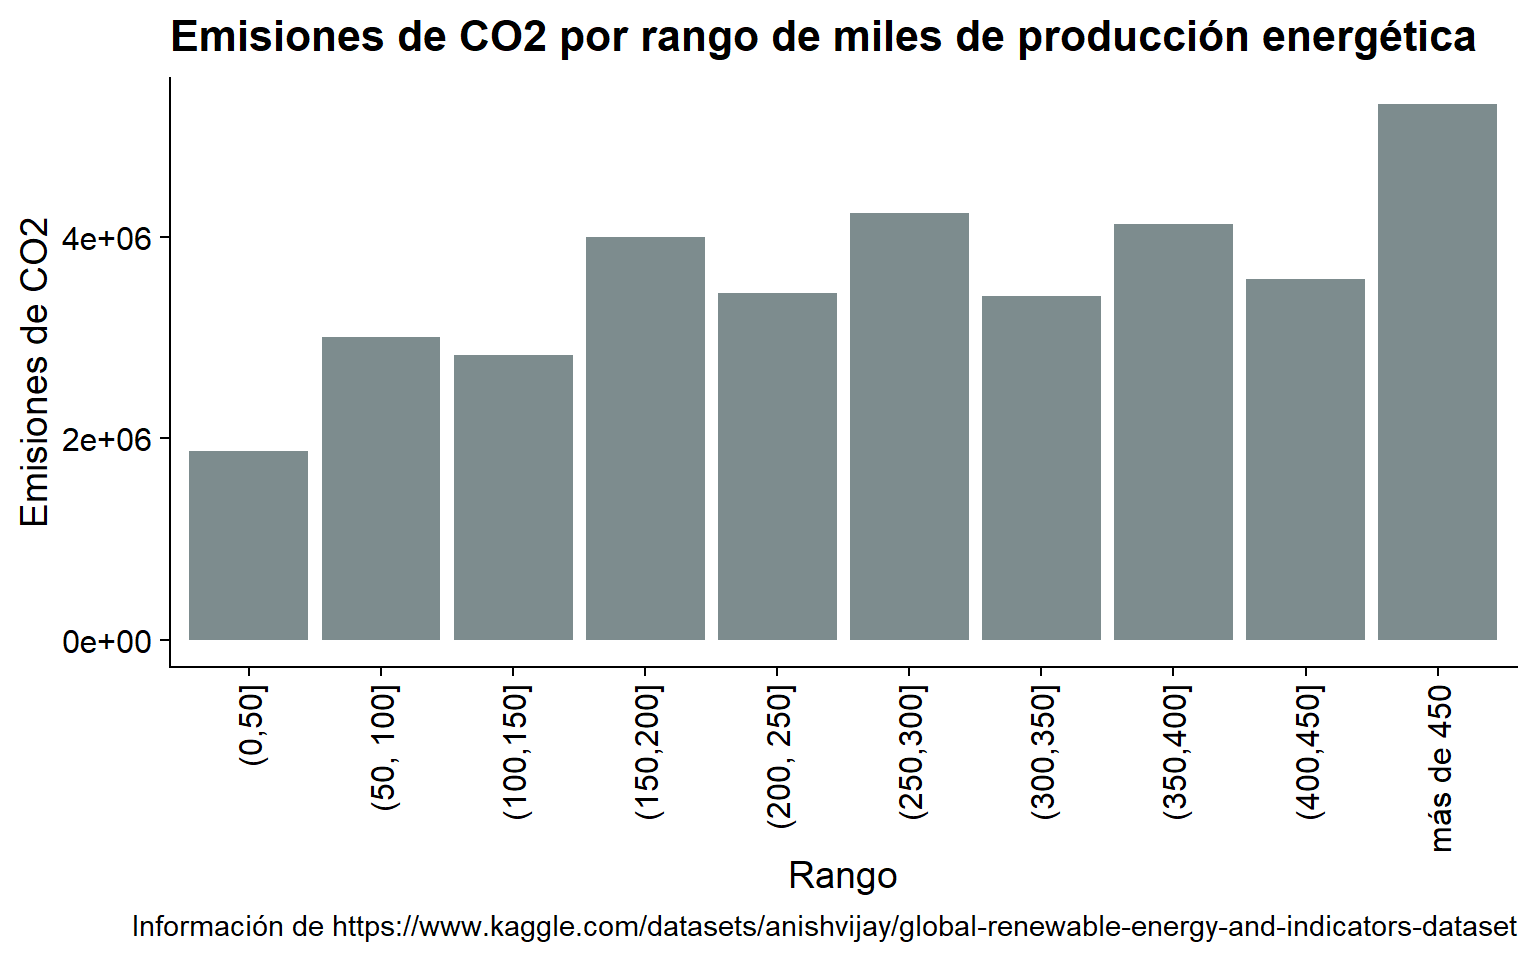 Emisiones de CO2 por rango de miles de producción energética
Emisiones de CO2
4e+06
2e+06
0e+00
(0,50]
(50, 100]
(100,150]
(150,200]
(200, 250]
(250,300]
(300,350]
(350,400]
(400,450]
más de 450
Rango
Información de https://www.kaggle.com/datasets/anishvijay/global-renewable-energy-and-indicators-dataset